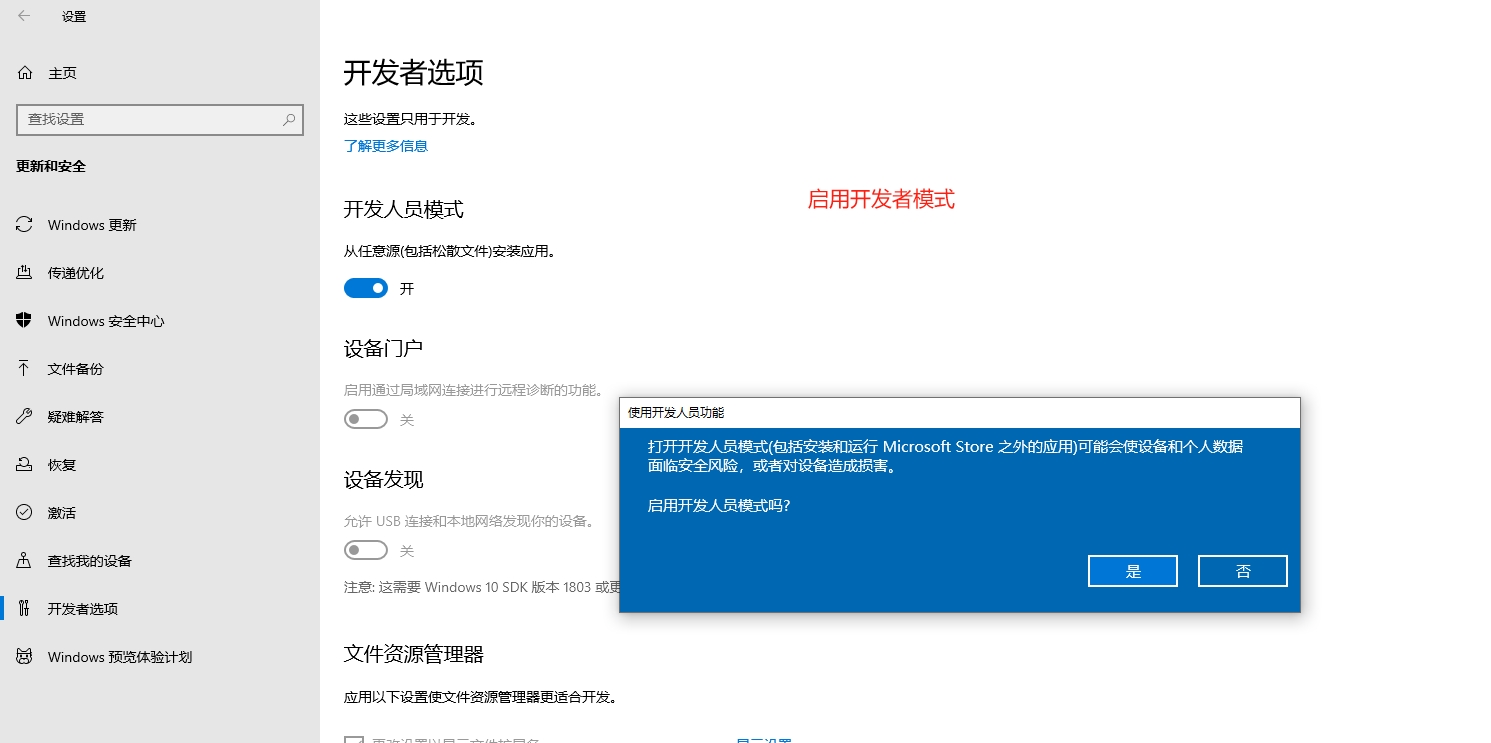 设置
主页
查找设置
更新和安全
Windows 更新
传递优化
Windows 安全中心
文件备份
疑难解答
恢复
激活
查找我的设备
开发者选项
Windows 预览体验计划
开发者选项
这些设置只用于开发。
了解更多信息
启用开发者模式
开发人员模式
从任意源(包括松散文件)安装应用。
开
设备门户
启用通过局域网连接进行远程诊断的功能。
关
设备发现
允许 USB 连接和本地网络发现你的设备。
关
注意: 这需要 Windows 10 SDK 版本 1803 或更
使用开发人员功能
打开开发人员模式(包括安装和运行 Microsoft Store 之外的应用)可能会使设备和个人数据
面临安全风险，或者对设备造成损害。
启用开发人员模式吗?
是
否
文件资源管理器
应用以下设置使文件资源管理器更适合开发。